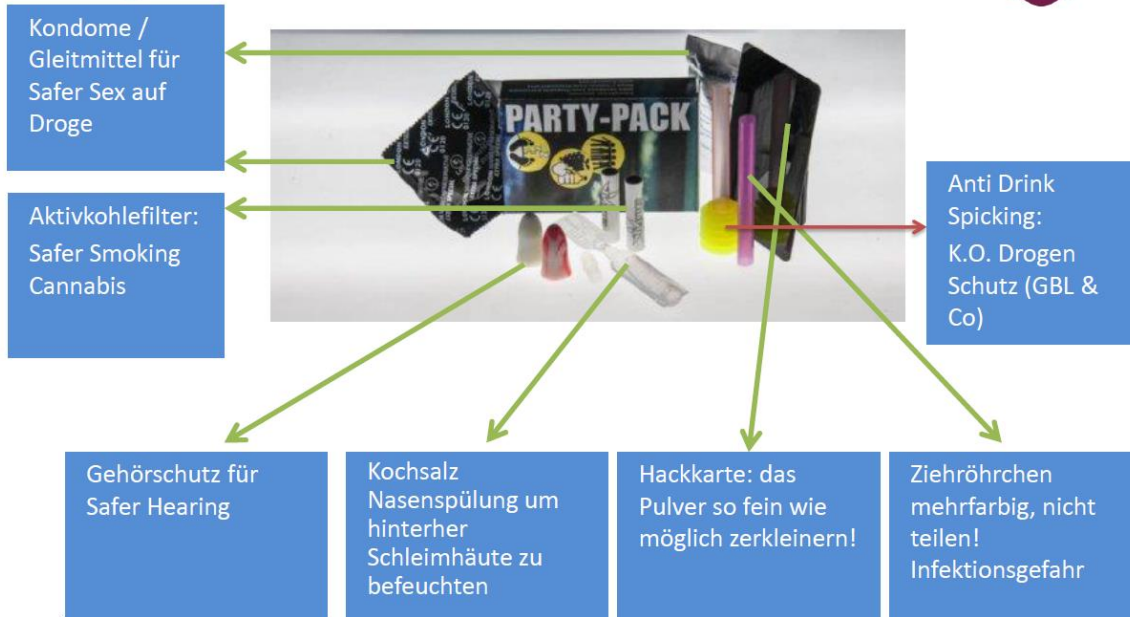 Kondome /
Gleitmittel für
Safer Sex auf
Droge
PARTY-PACK
Aktivkohlefilter:
Safer Smoking
Cannabis
Anti Drink
Spicking:
K.O. Drogen
Schutz (GBL &
Co)
Gehörschutz für
Safer Hearing
Kochsalz
Nasenspülung um
hinterher
Schleimhäute zu
befeuchten
Hackkarte: das
Pulver so fein wie
möglich zerkleinern!
Ziehröhrchen
mehrfarbig, nicht
teilen!
Infektionsgefahr